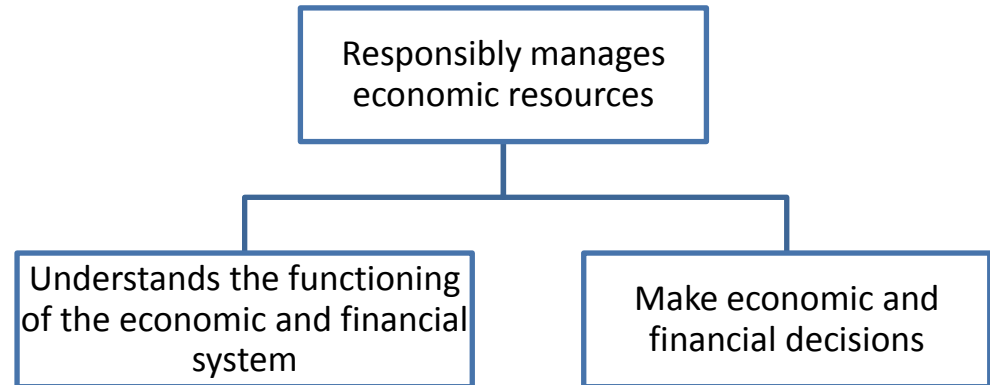 Responsibly manages
economic resources
Understands the functioning
of the economic and financial
system
Make economic and
financial decisions